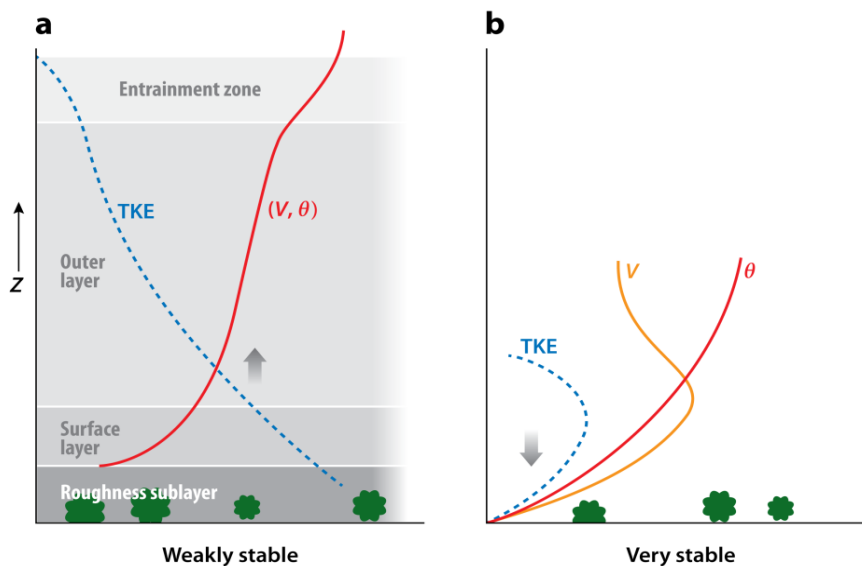 a
Entrainment zone
TKE
(V, θ)
Outer
layer
Z
Surface
layer
Roughness sublayer
Weakly stable
b
V
θ
TKE
Very stable